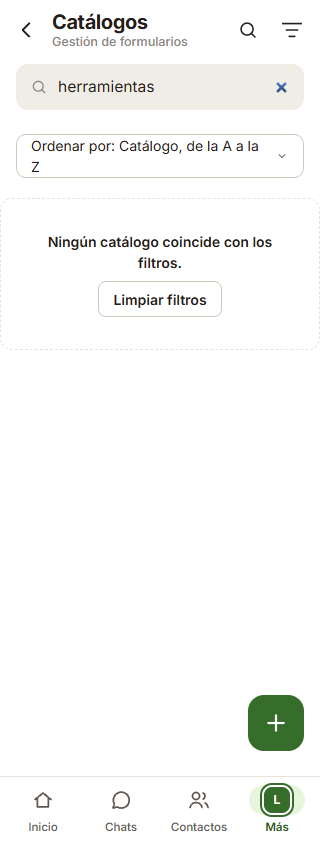 Catálogos
Gestión de formularios
herramientas
Ordenar por: Catálogo, de la A a la
Z
Ningún catálogo coincide con los
filtros.
Limpiar filtros
L
Inicio
Chats
Contactos
Más